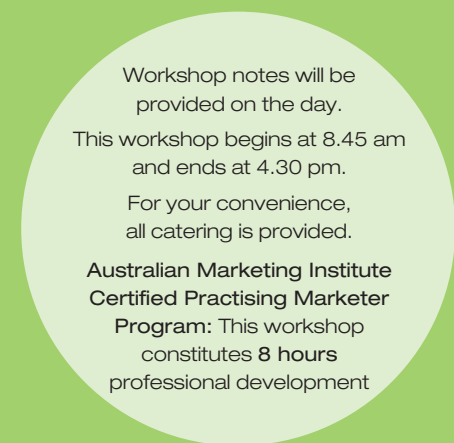 Workshop notes will be
provided on the day.
This workshop begins at 8.45 am
and ends at 4.30 pm.
For your convenience,
all catering is provided.
Australian Marketing Institute
Certified Practising Marketer
Program: This workshop
constitutes 8 hours
professional development